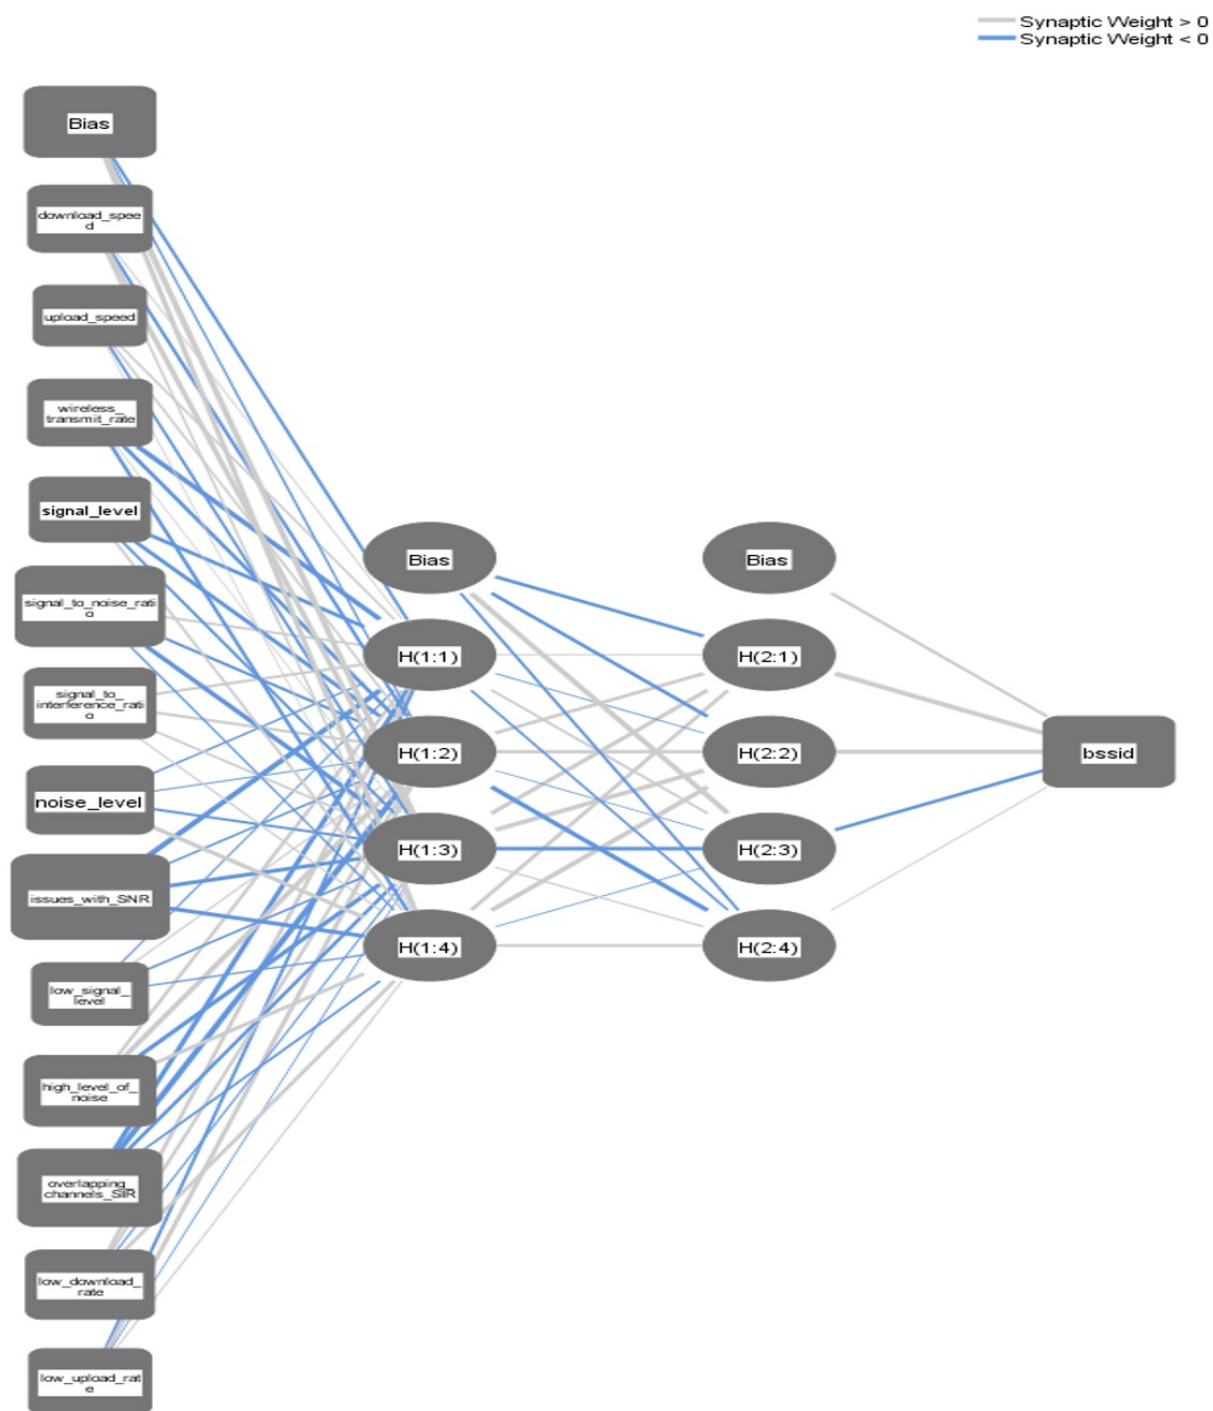 Synaptic Weight > 0
Synaptic Weight < 0
Bias
download_spee
d
upload_speed
wireless_
transmit_rate
signal_level
signal_to_noise_rati
o
signal_to_
interference_rati
o
noise_level
issues_with_SNR
low_signal_
level
high_level_of_
noise
overlapping_
channels_SIR
low_download_
rate
low_upload_rat
e
Bias
H(1:1)
H(1:2)
H(1:3)
H(1:4)
Bias
H(2:1)
H(2:2)
H(2:3)
H(2:4)
bssid